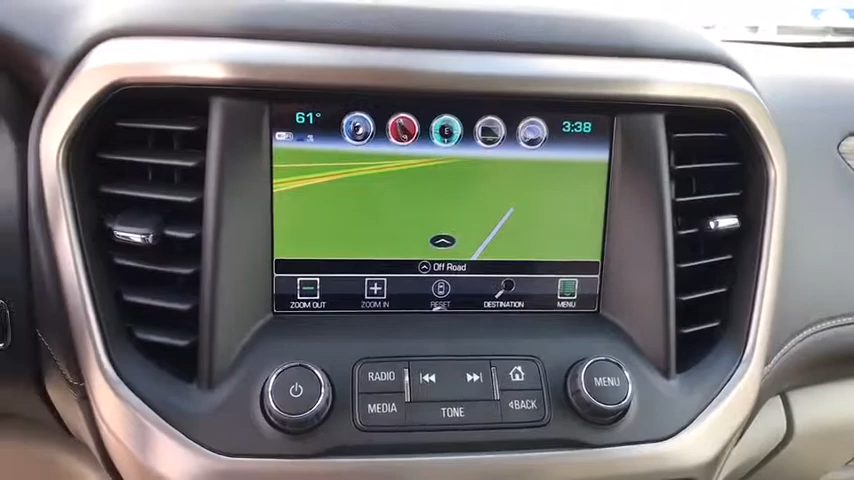 61°
E
3:38
Off Road
ZOOM OUT
ZOOM IN
RESET
DESTINATION
MENU
RADIO
MEDIA
TONE
BACK
MENU